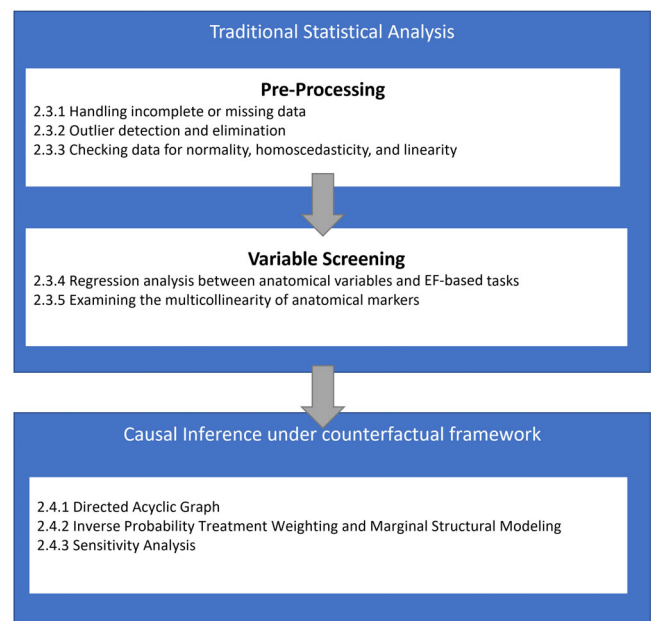 Traditional Statistical Analysis
Pre-Processing
2.3.1 Handling incomplete or missing data
2.3.2 Outlier detection and elimination
2.3.3 Checking data for normality, homoscedasticity, and linearity
Variable Screening
2.3.4 Regression analysis between anatomical variables and EF-based tasks
2.3.5 Examining the multicollinearity of anatomical markers
Causal Inference under counterfactual framework
2.4.1 Directed Acyclic Graph
2.4.2 Inverse Probability Treatment Weighting and Marginal Structural Modeling
2.4.3 Sensitivity Analysis